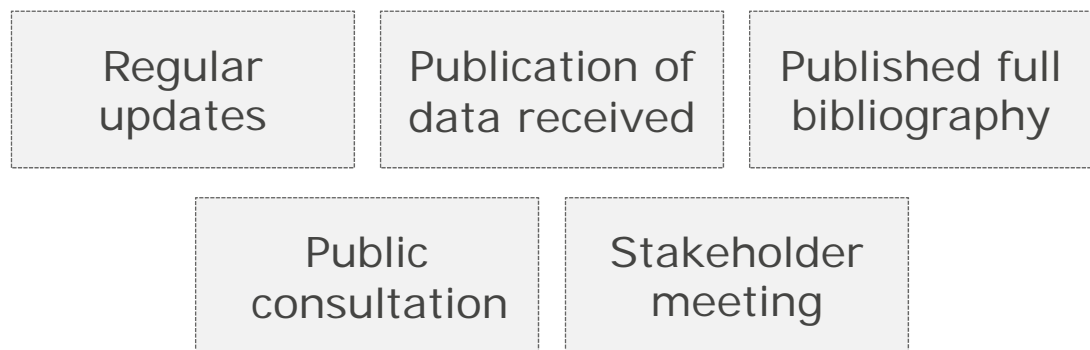 Regular
updates
Publication of
data received
Published full
bibliography
Public
consultation
Stakeholder
meeting